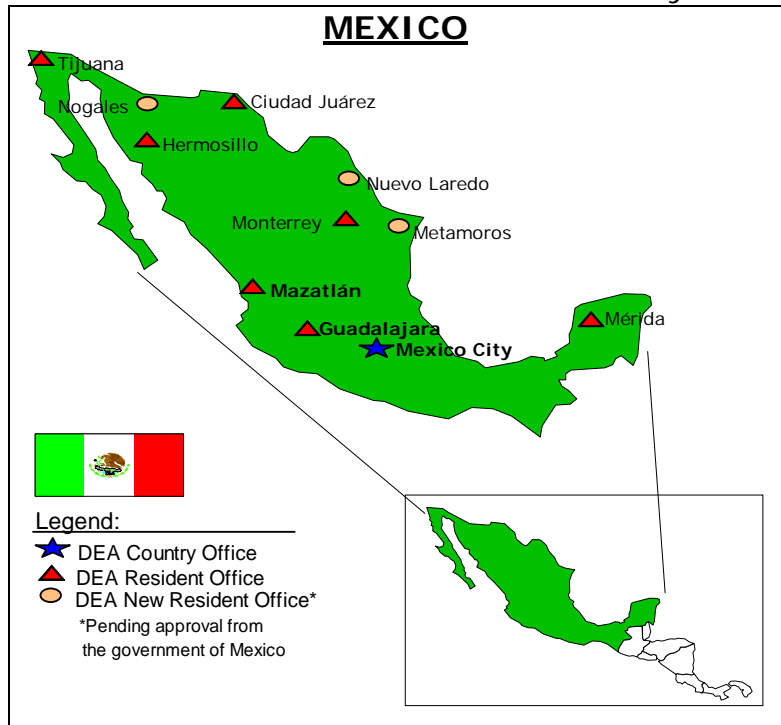 MEXICO
Tijuana
Nogales
Ciudad Juárez
Hermosillo
Nuevo Laredo
Monterrey
Metamoros
Mazatlán
Guadalajara
Mérida
Mexico City
Legend:
DEA Country Office
DEA Resident Office
DEA New Resident Office*
*Pending approval from
the government of Mexico